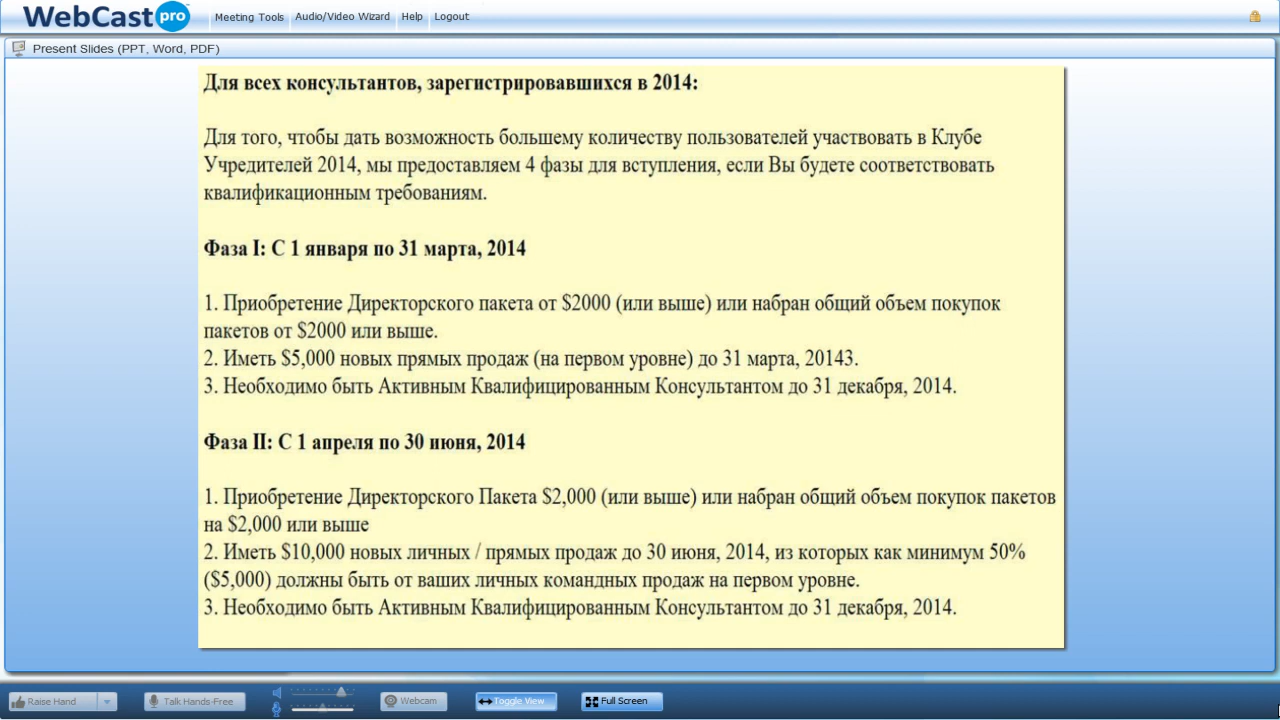 WebCast pro
Meeting Tools Audio/Video Wizard Help Logout
Present Slides (PPT, Word, PDF)
Для всех консультантов, зарегистрировавшихся в 2014:
Для того, чтобы дать возможность большему количеству пользователей участвовать в Клубе
Учредителей 2014, мы предоставляем 4 фазы для вступления, если Вы будете соответствовать
квалификационным требованиям.
Фаза I: С 1 января по 31 марта, 2014
1. Приобретение Директорского пакета от $2000 (или выше) или набран общий объем покупок
пакетов от $2000 или выше.
2. Иметь $5,000 новых прямых продаж (на первом уровне) до 31 марта, 20143.
3. Необходимо быть Активным Квалифицированным Консультантом до 31 декабря, 2014.
Фаза II: С 1 апреля по 30 июня, 2014
1. Приобретение Директорского Пакета $2,000 (или выше) или набран общий объем покупок пакетов
на $2,000 или выше
2. Иметь $10,000 новых личных / прямых продаж до 30 июня, 2014, из которых как минимум 50%
($5,000) должны быть от ваших личных командных продаж на первом уровне.
3. Необходимо быть Активным Квалифицированным Консультантом до 31 декабря, 2014.
Raise Hand Talk Hands-Free Webcam Toggle View Full Screen